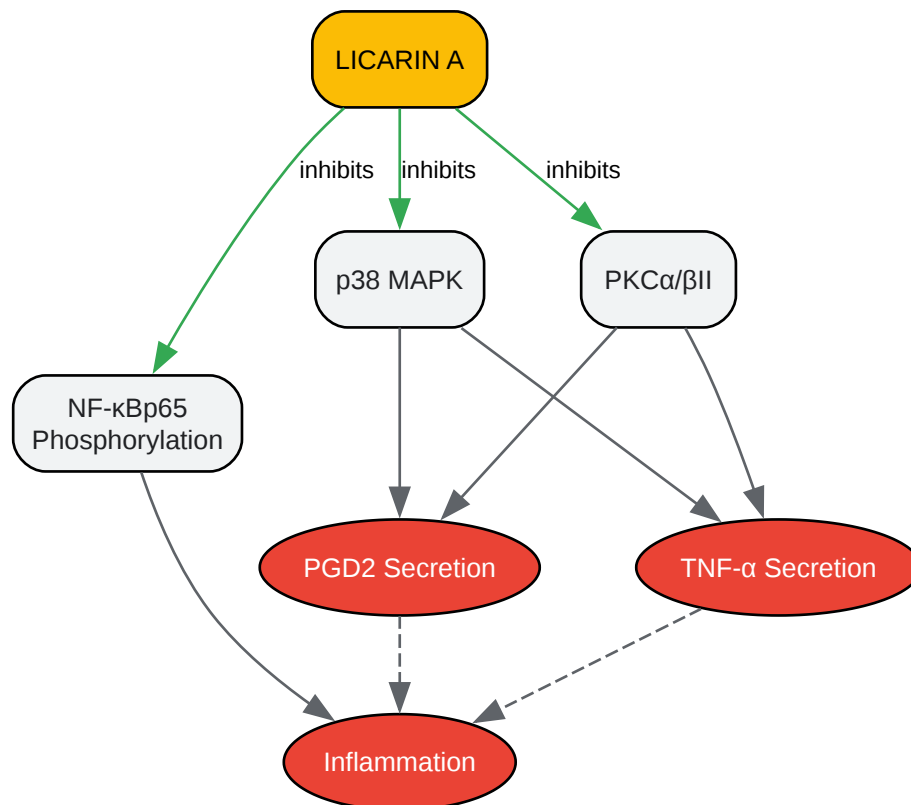 LICARIN A
inhibits
inhibits
inhibits
p38 MAPK
PKCα/βII
NF-κBp65
Phosphorylation
PGD2 Secretion
TNF-α Secretion
Inflammation